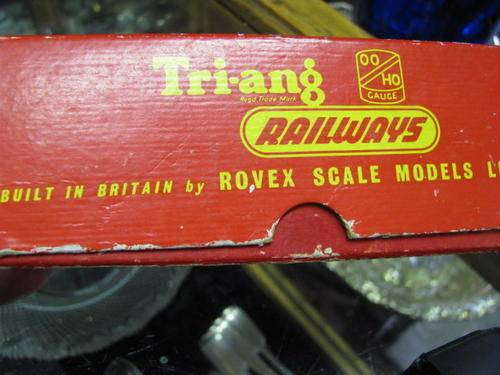 Tri-ang
Regd Trade Mark
OO/HO
GAUGE
RAILWAYS
BUILT IN BRITAIN by ROVEX SCALE MODELS